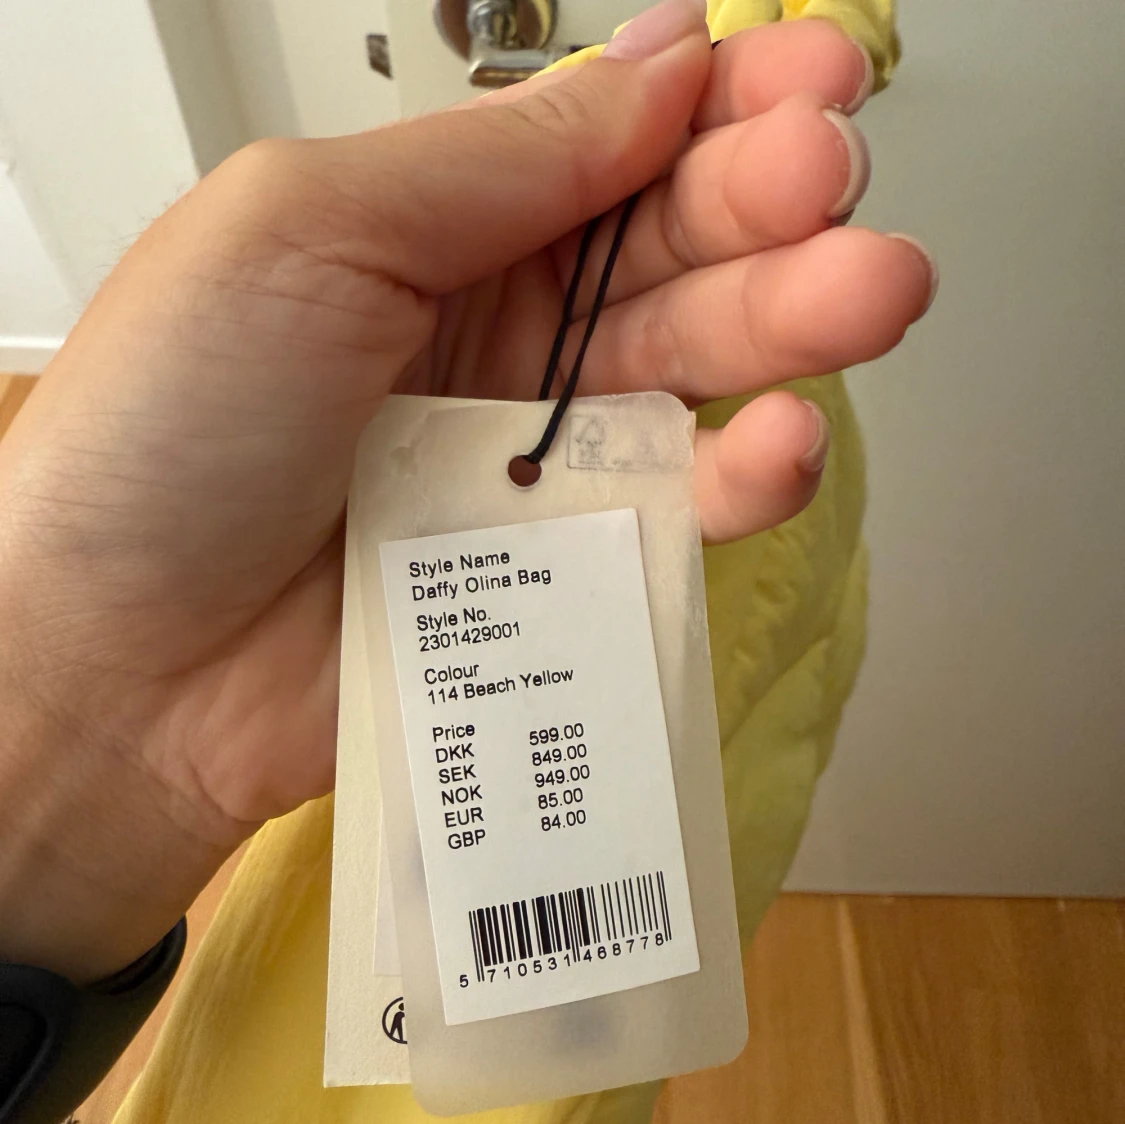 Style Name
Daffy Olina Bag
Style No.
2301429001
Colour
114 Beach Yellow
Price
DKK 599.00
SEK 849.00
NOK 949.00
EUR 85.00
GBP 84.00
5 710531 468778